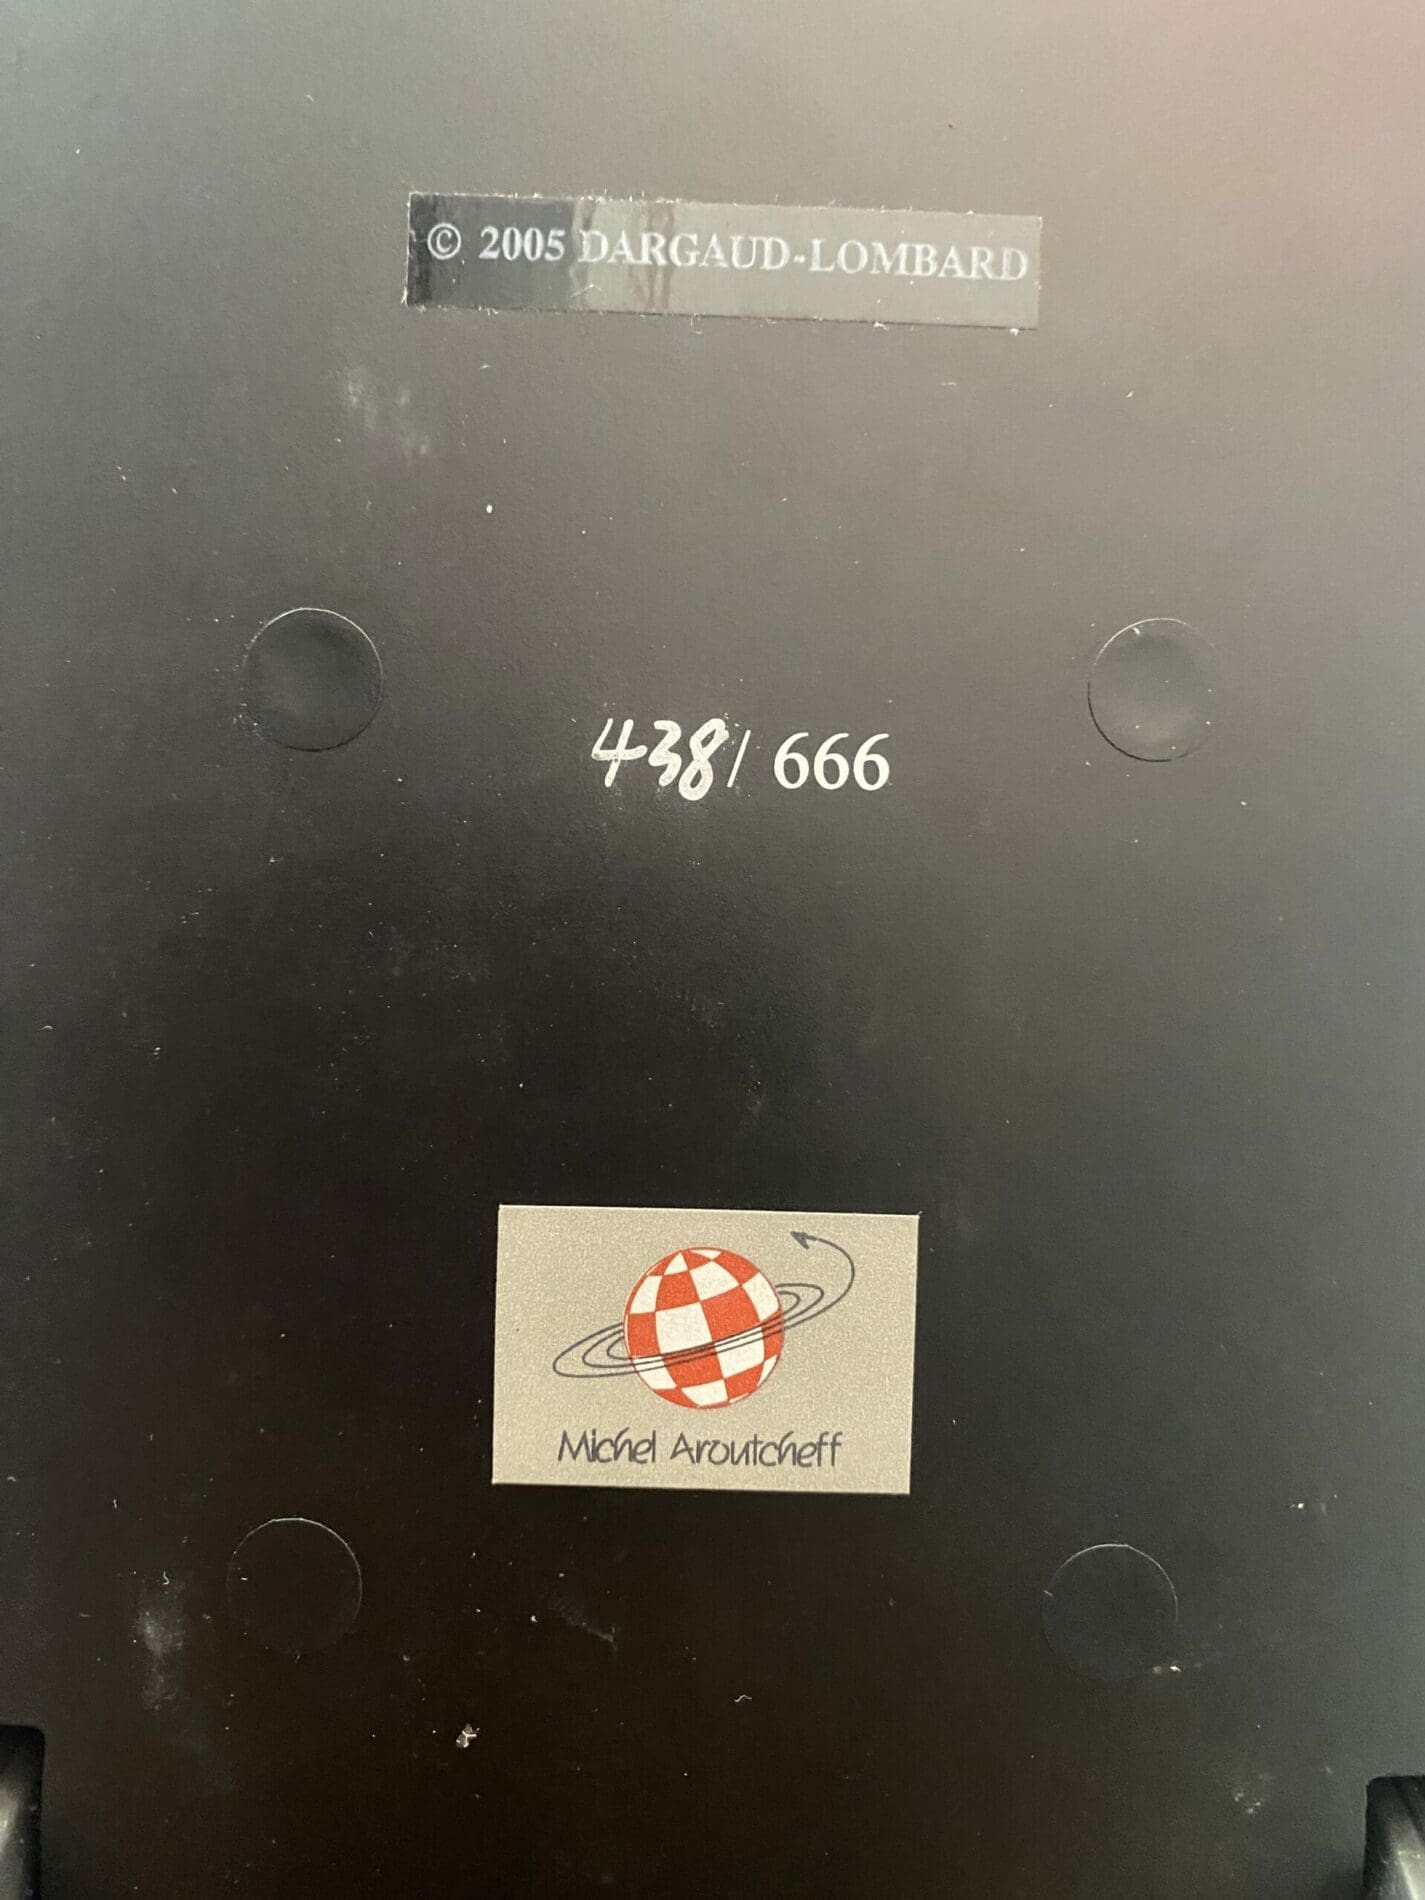 © 2005 DARGAUD-LOMBARD
438/ 666
Michel Aroutcheff